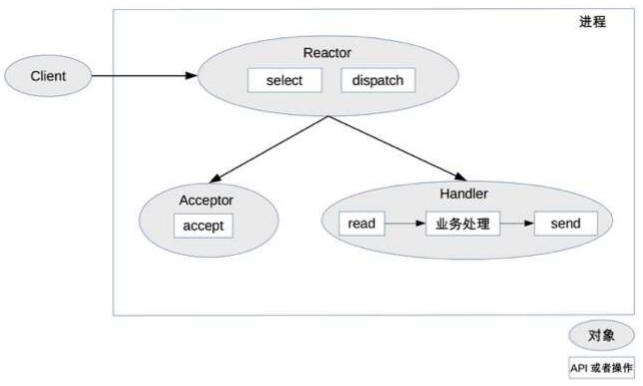 进程
Client
Reactor
select
dispatch
Acceptor
accept
Handler
read
业务处理
send
对象
API 或者操作